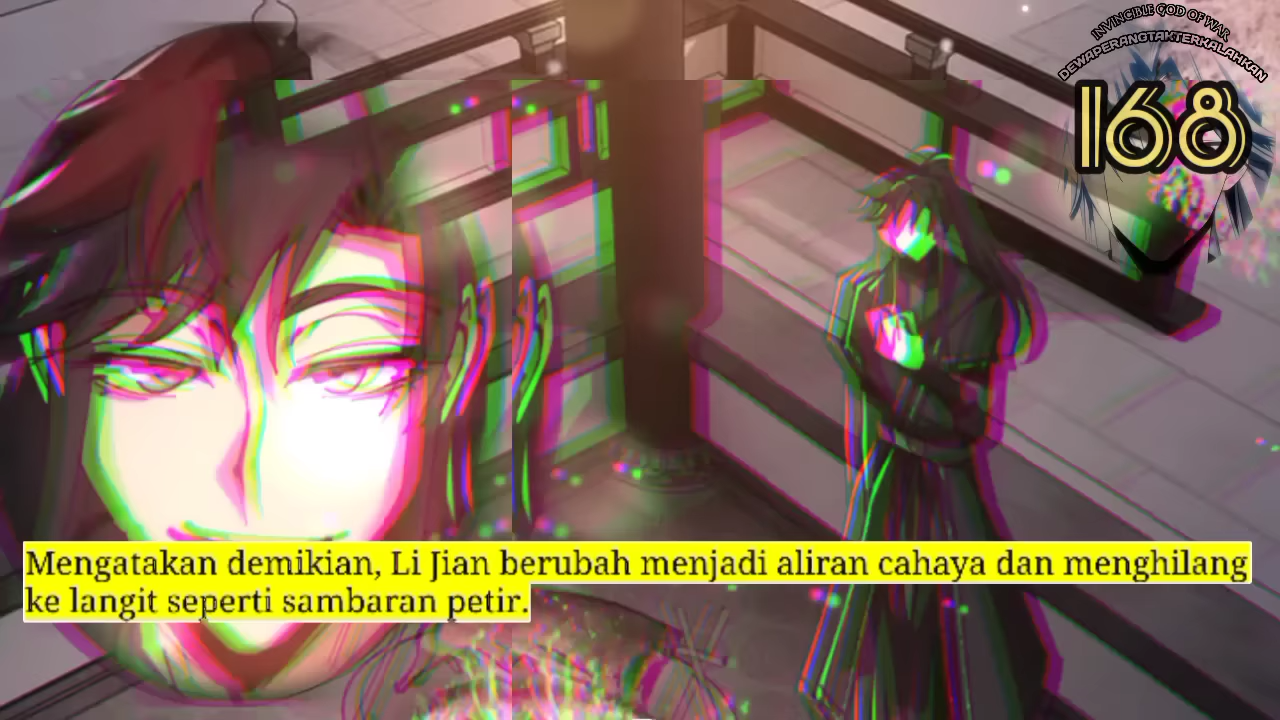 INVINCIBLE GOD OF WAR
DEWAPERANGTAKTERKALAHKAN
168
Mengatakan demikian, Li Jian berubah menjadi aliran cahaya dan menghilang
ke langit seperti sambaran petir.